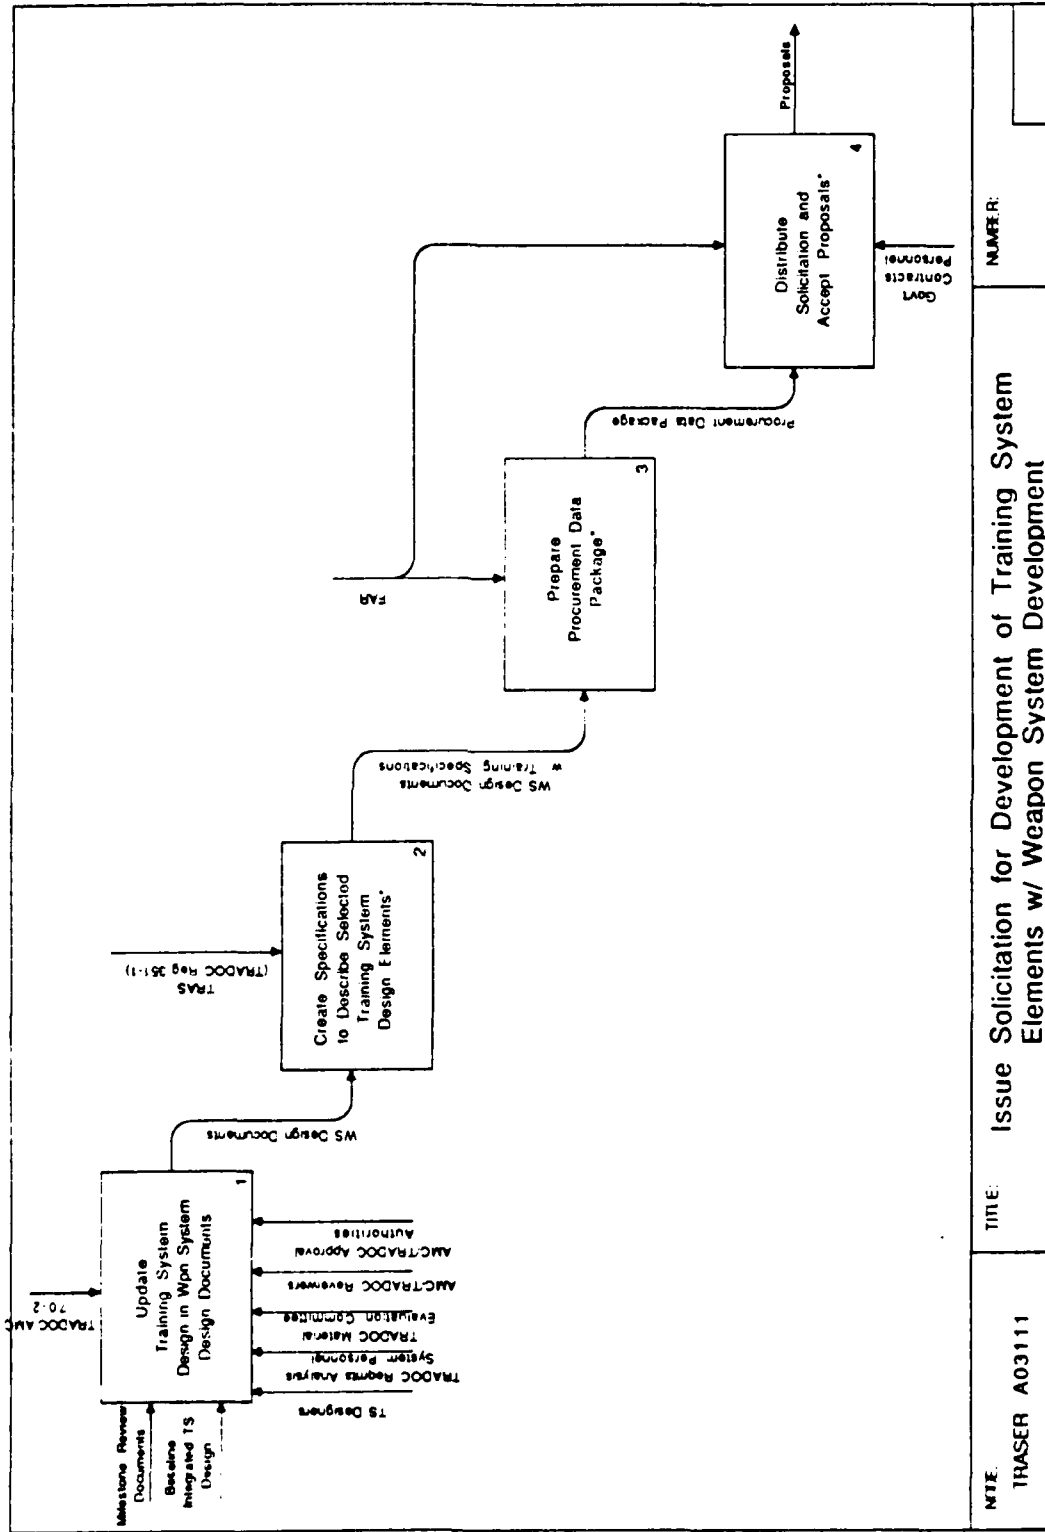 TRADOC AMC
70-2
Milestone Review
Documents
Baseline
Integrated TS
Design
Update
Training System
Design in Wpn System
Design Documents
1
TS Designers
TRADOC Reqmts Analysis
System Personnel
TRADOC Material
Evaluation Committee
AMC/TRADOC Reviewers
AMC/TRADOC Approval
Authorities
WS Design Documents
TRAS
(TRADOC Reg 351-1)
Create Specifications
to Describe Selected
Training System
Design Elements*
2
WS Design Documents
w Training Specifications
FAR
Prepare
Procurement Data
Package*
3
Procurement Data Package
Distribute
Solicitation and
Accept Proposals*
4
Gov't
Contracts
Personnel
Proposals
NOTE:
TRASER A03111
TITLE:
Issue Solicitation for Development of Training System
Elements w/ Weapon System Development
NUMBER: